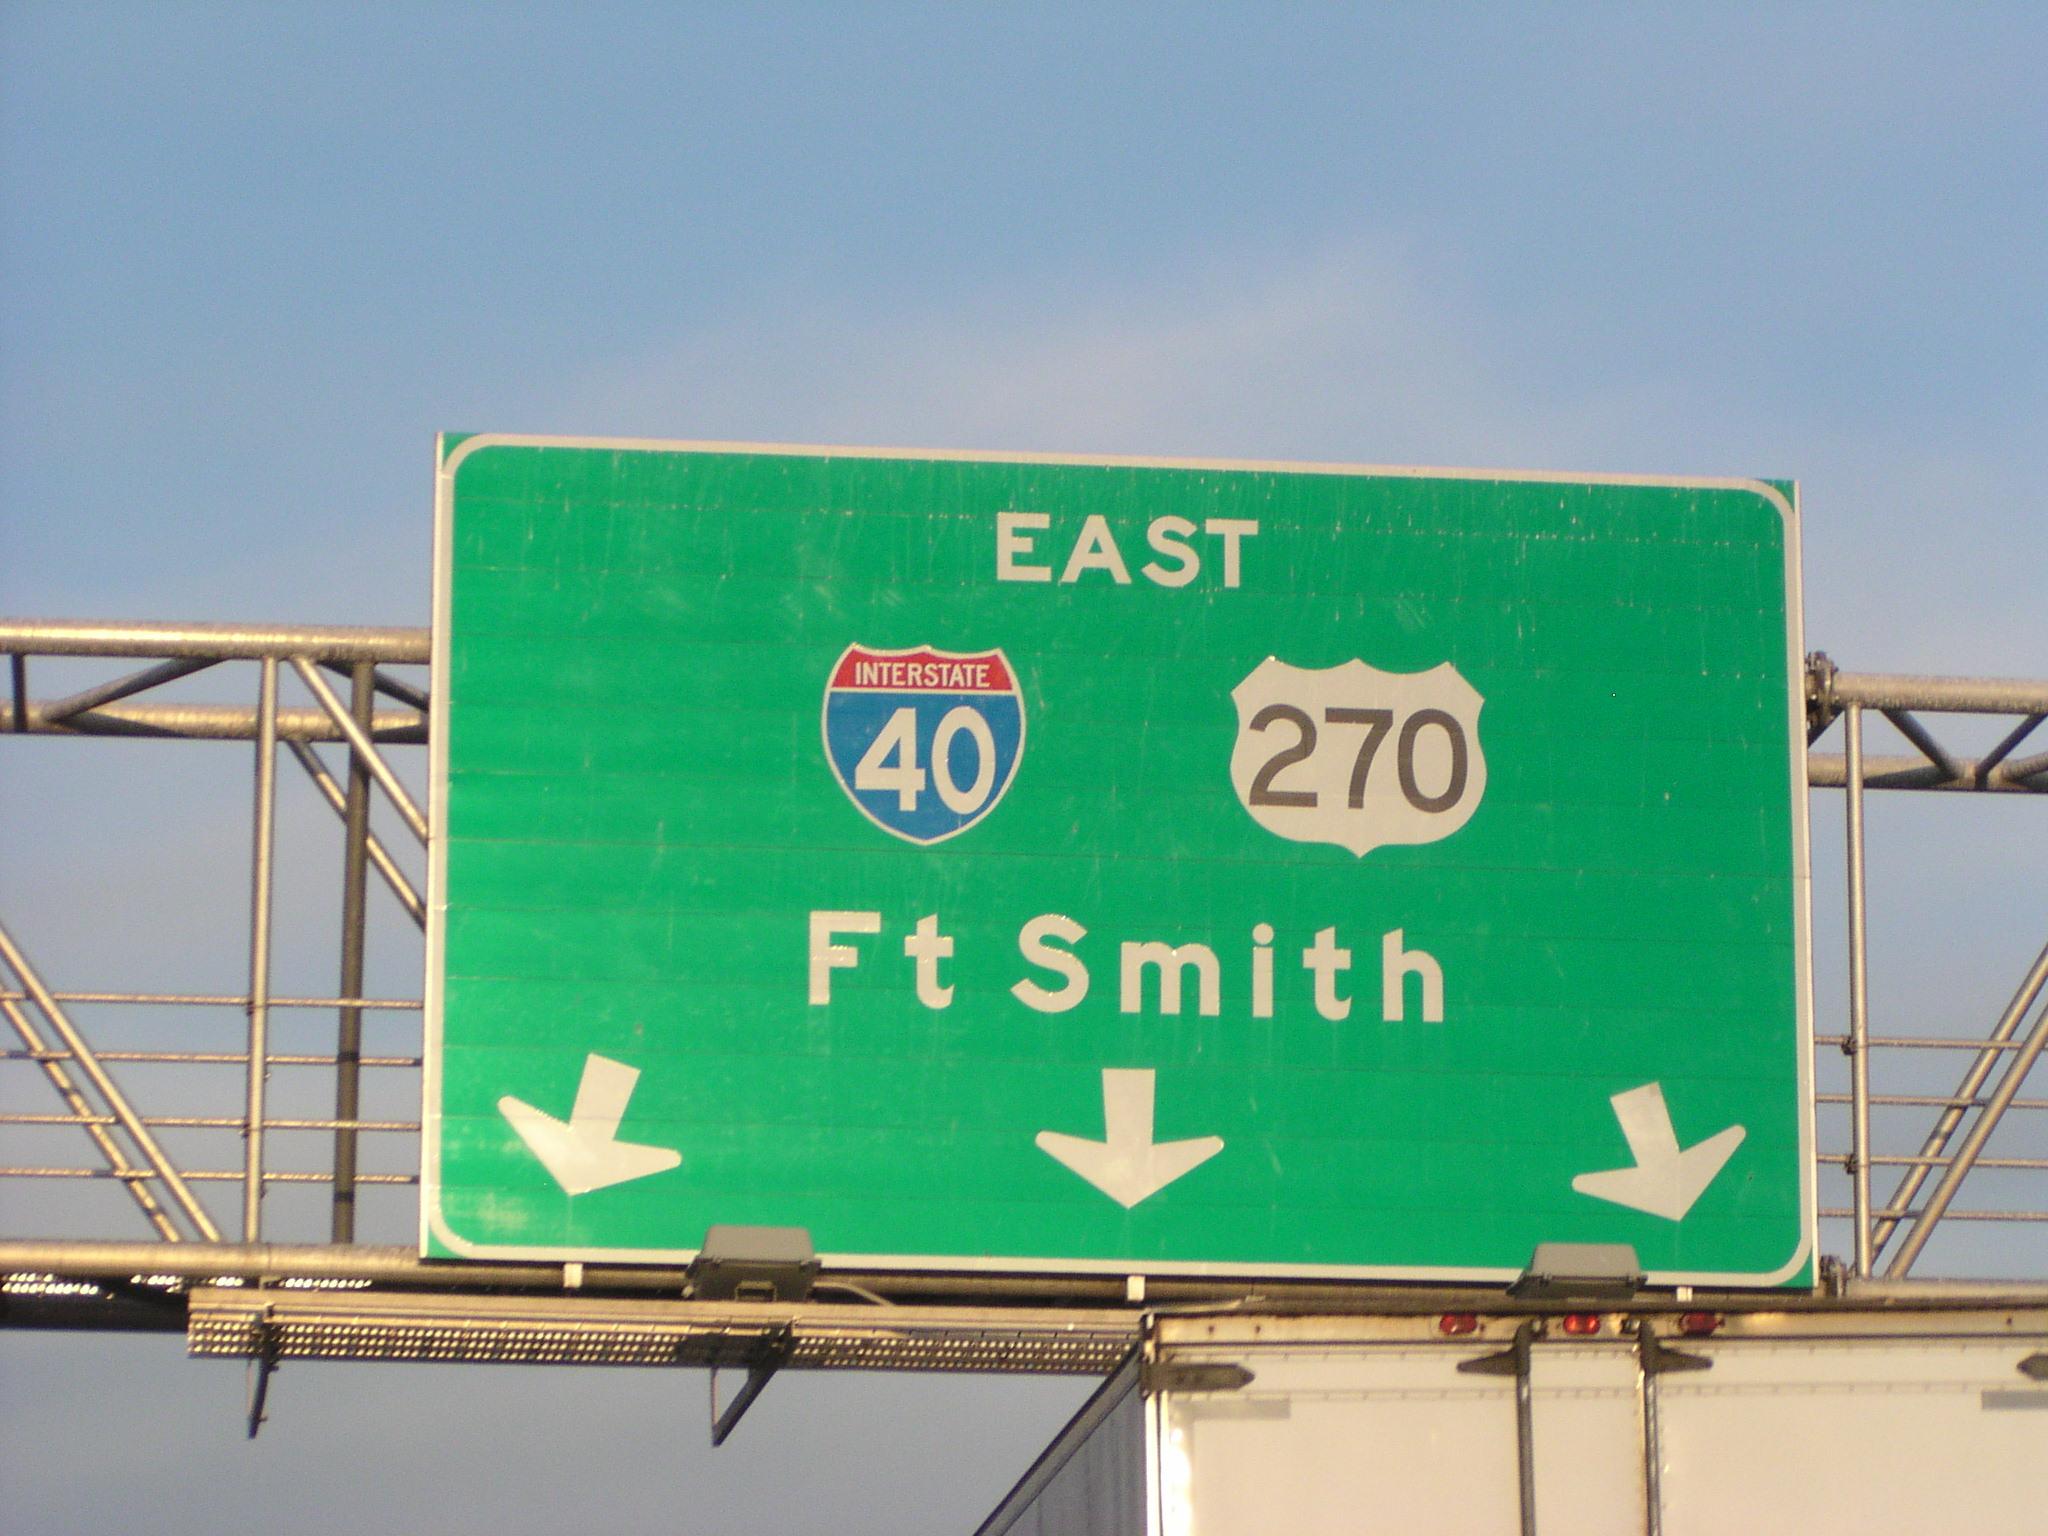 EAST
INTERSTATE
40
270
Ft Smith